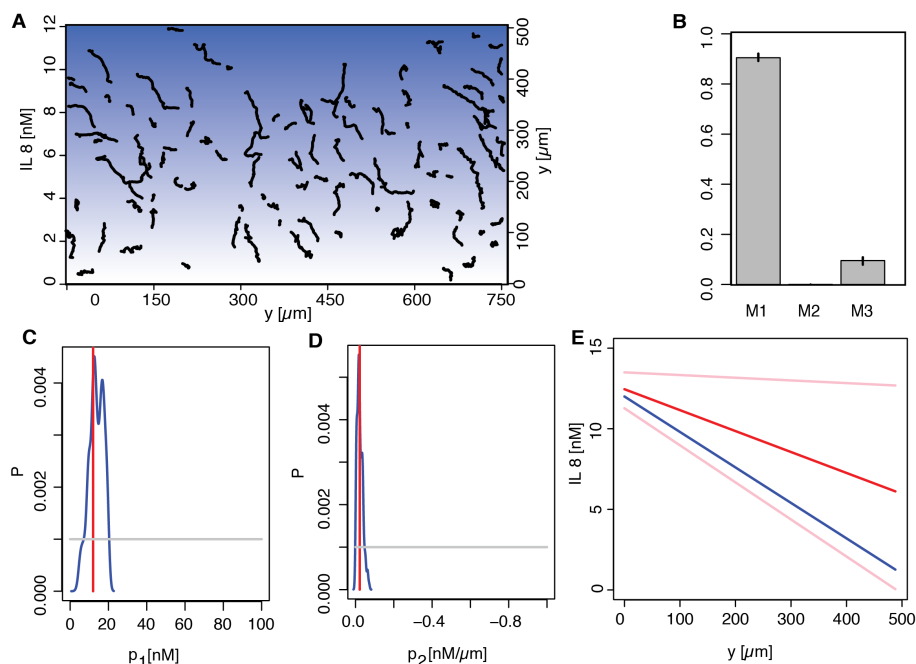 A
IL 8 [nM]
12
10
8
6
4
2
0
500
400
300
200
100
0
y [µm]
0 150 300 450 600 750
y [µm]
B
1.0
0.8
0.6
0.4
0.2
0.0
M1 M2 M3
C
P
0.004
0.002
0.000
0 20 40 60 80 100
p1[nM]
D
P
0.004
0.002
0.000
0.0 −0.4 −0.8
p2[nM/µm]
E
IL 8 [nM]
15
10
5
0
0 100 200 300 400 500
y [µm]